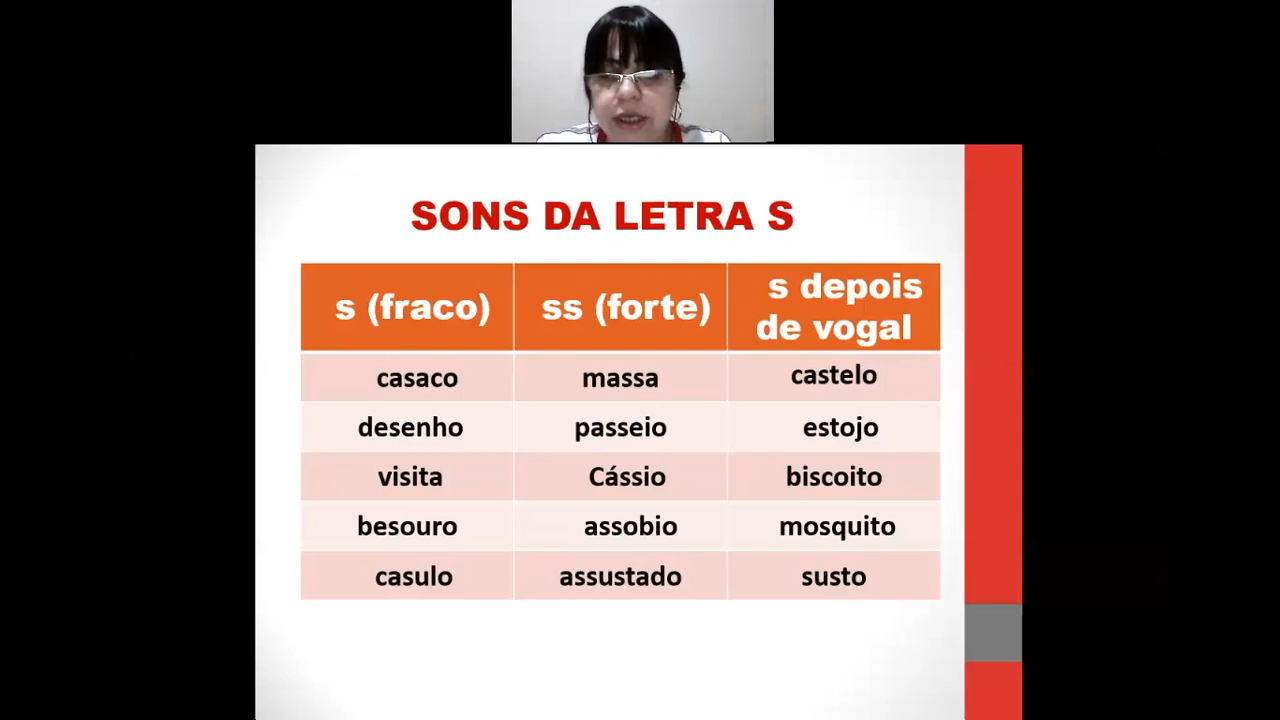 SONS DA LETRA S
s (fraco) ss (forte) s depois
de vogal
casaco massa castelo
desenho passeio estojo
visita Cássio biscoito
besouro assobio mosquito
casulo assustado susto